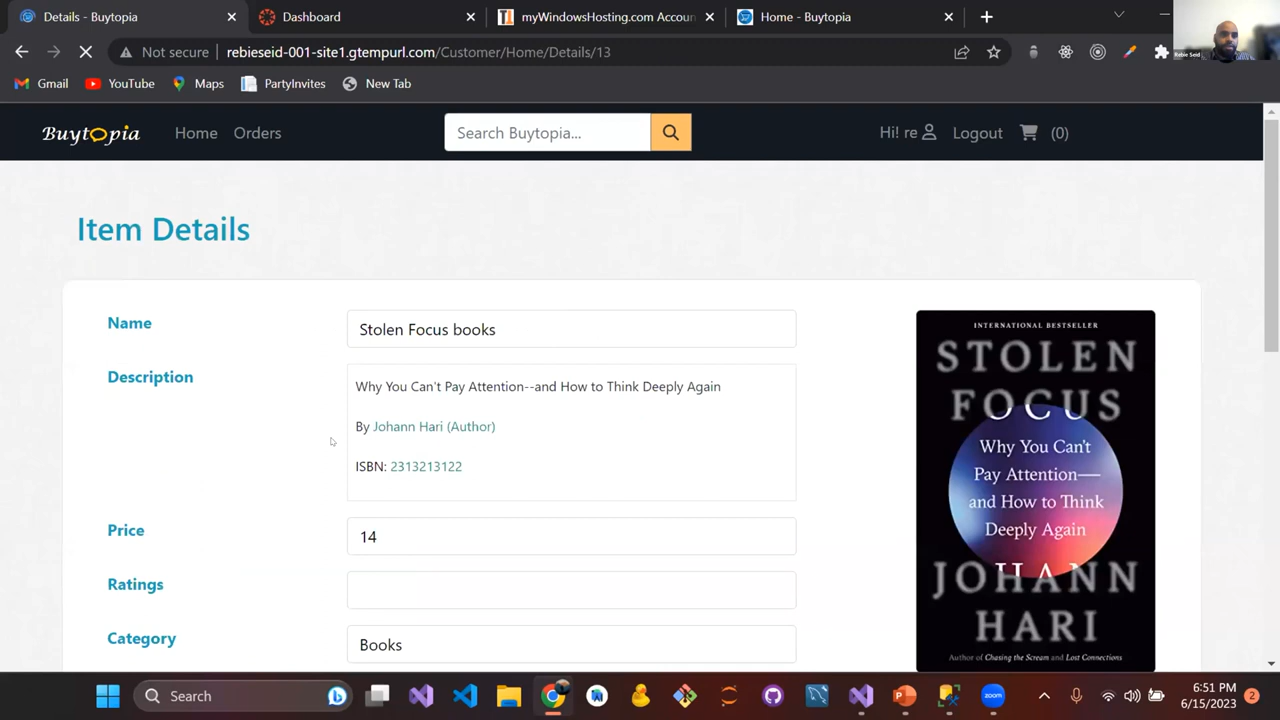 Details - Buytopia
Dashboard
myWindowsHosting.com Accoun
Home - Buytopia
Not secure
rebieseid-001-site1.gtempurl.com/Customer/Home/Details/13
Rebie Seid
Gmail
YouTube
Maps
PartyInvites
New Tab
Buytopia
Home
Orders
Search Buytopia...
Hi! re
Logout
(0)
Item Details
Name
Stolen Focus books
Description
Why You Can't Pay Attention--and How to Think Deeply Again
By Johann Hari (Author)
ISBN: 2313213122
Price
14
Ratings
Category
Books
INTERNATIONAL BESTSELLER
STOLEN
FOCUS
Why You Can't
Pay Attention—
and How to Think
Deeply Again
JOHANN
HARI
Author of Chasing the Scream and Lost Connections
Search
6:51 PM
6/15/2023
2